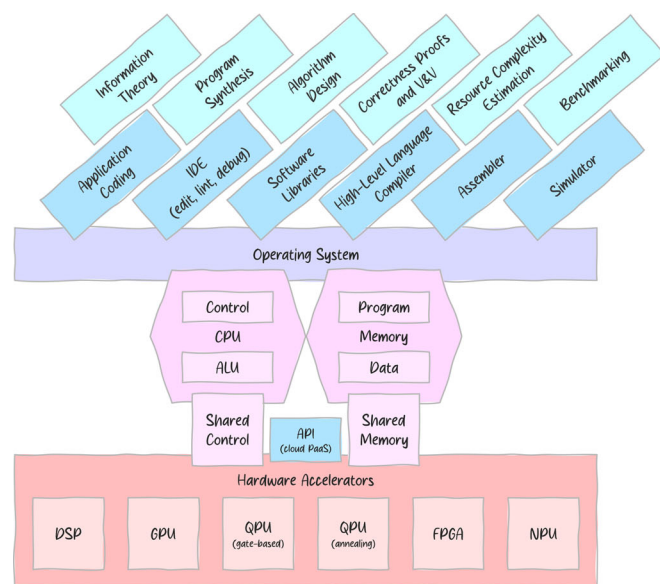 Information
Theory
Program
Synthesis
Algorithm
Design
Correctness Proofs
and V&V
Resource Complexity
Estimation
Benchmarking
Application
Coding
IDE
(edit, lint, debug)
Software
Libraries
High-Level Language
Compiler
Assembler
Simulator
Operating System
Control
CPU
ALU
Program
Memory
Data
Shared
Control
API
(cloud PaaS)
Shared
Memory
Hardware Accelerators
DSP
GPU
QPU
(gate-based)
QPU
(annealing)
FPGA
NPU